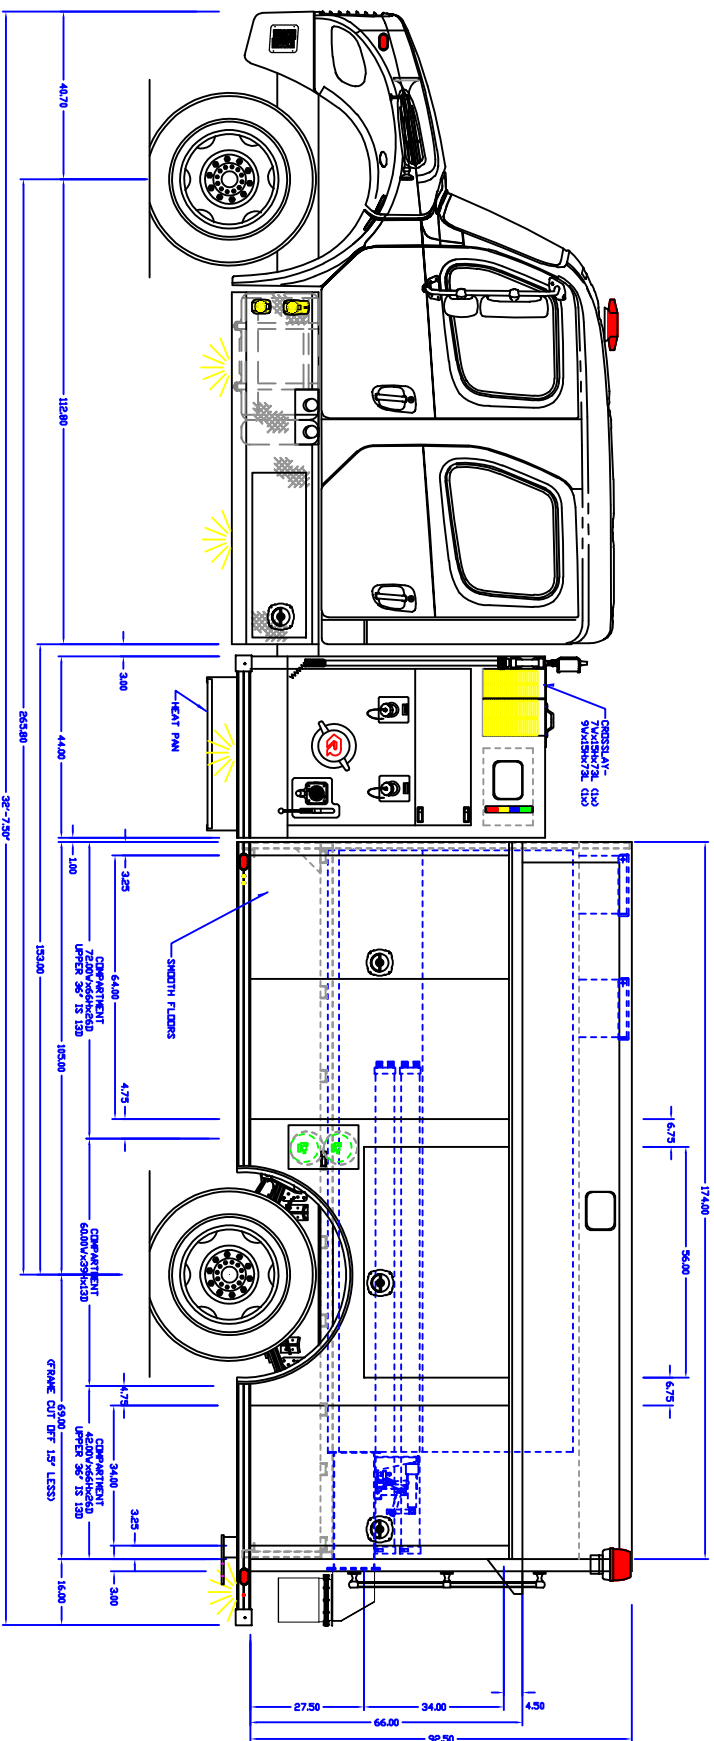 40.70
112.80
265.80
32'-7.50"
3.00
44.00
HEAT PAN
CROSSLAY-
7Wx15Hx73L (1x)
9Wx15Hx73L (1x)
1.00
3.25
64.00
4.75
105.00
153.00
COMPARTMENT
72.00Wx66Hx26D
UPPER 36" IS 13D
SMOOTH FLOORS
174.00
6.75
56.00
6.75
COMPARTMENT
60.00Wx39Hx13D
4.75
34.00
3.25
69.00
(FRAME CUT OFF 1.5" LESS)
COMPARTMENT
42.00Wx66Hx26D
UPPER 36" IS 13D
3.00
16.00
27.50
34.00
4.50
66.00
92.50